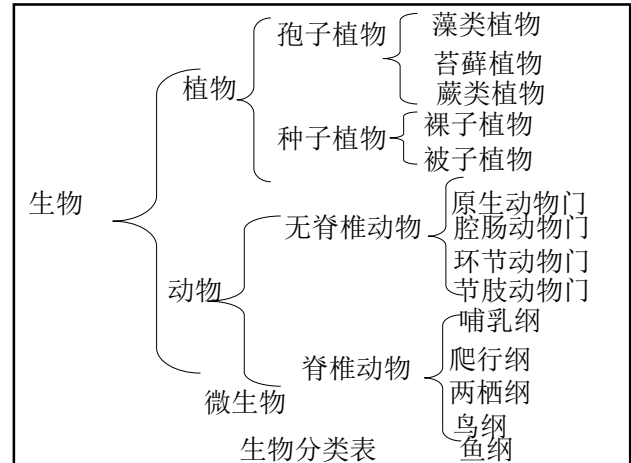 藻类植物
孢子植物
苔藓植物
植物
蕨类植物
裸子植物
种子植物
被子植物
生物
原生动物门
无脊椎动物
腔肠动物门
环节动物门
动物
节肢动物门
哺乳纲
脊椎动物
爬行纲
两栖纲
微生物
鸟纲
生物分类表
鱼纲